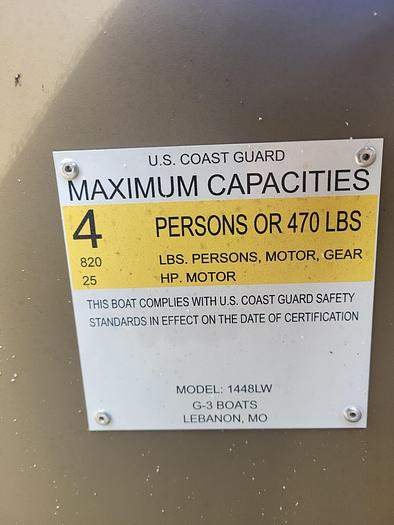 U.S. COAST GUARD
MAXIMUM CAPACITIES
4 PERSONS OR 470 LBS
820 LBS. PERSONS, MOTOR, GEAR
25 HP. MOTOR
THIS BOAT COMPLIES WITH U.S. COAST GUARD SAFETY
STANDARDS IN EFFECT ON THE DATE OF CERTIFICATION
MODEL: 1448LW
G-3 BOATS
LEBANON, MO